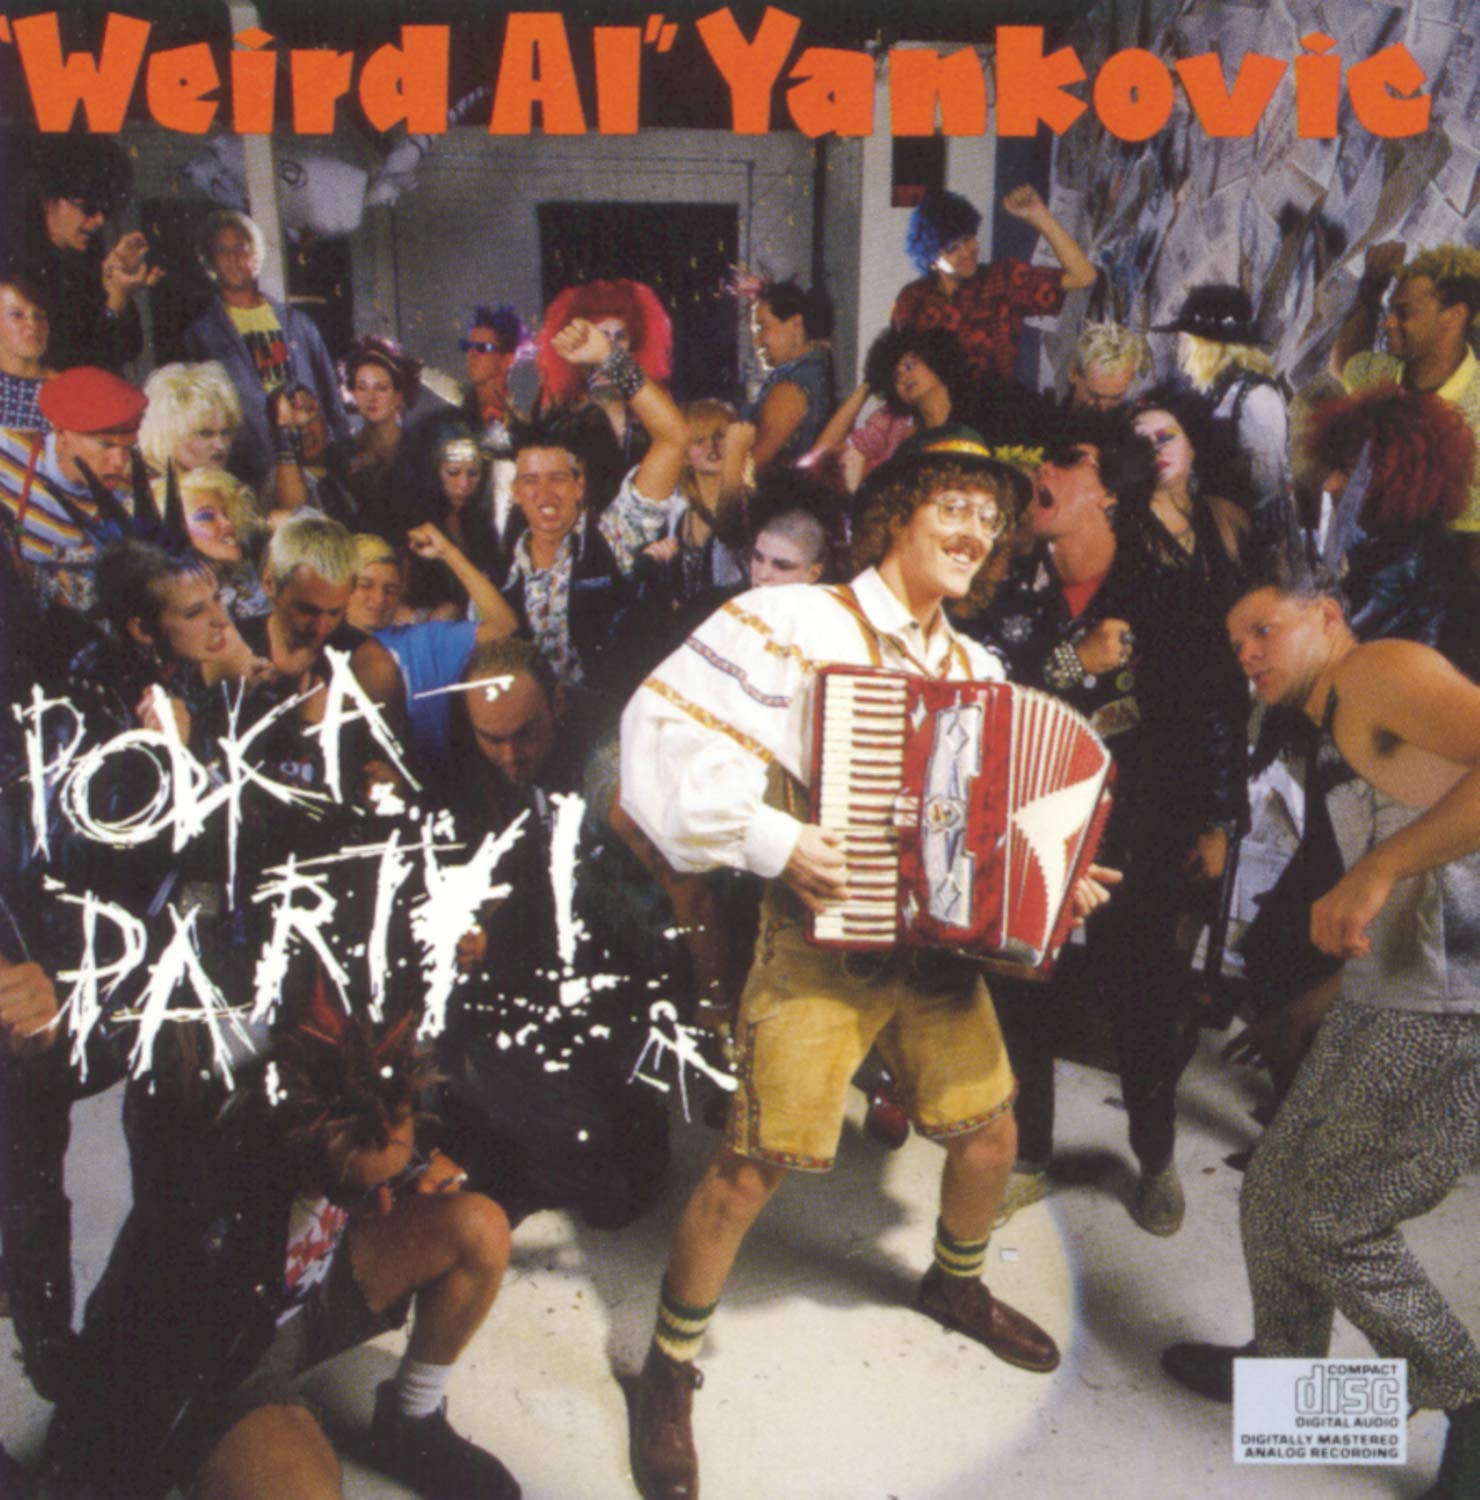 "Weird Al" Yankovic
POLKA
PARTY!
COMPACT
disc
DIGITAL AUDIO
DIGITALLY MASTERED
ANALOG RECORDING